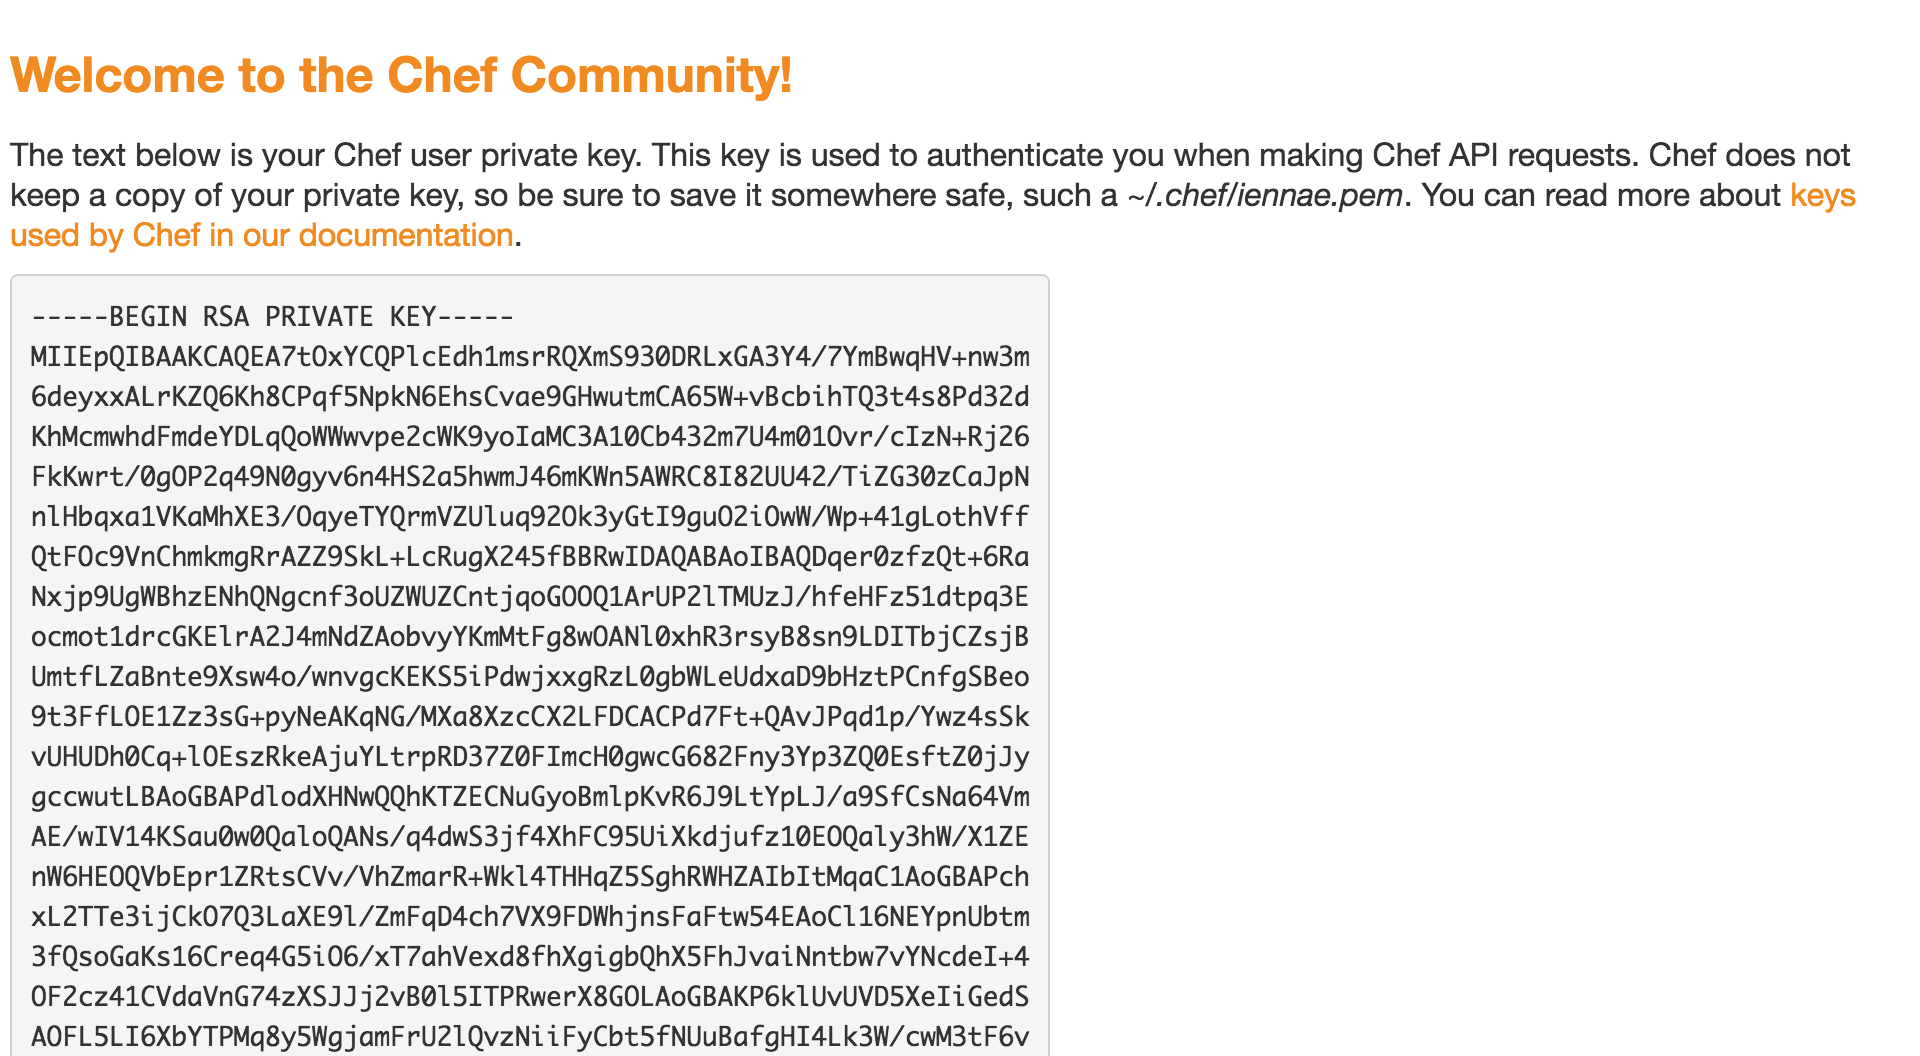 Welcome to the Chef Community!
The text below is your Chef user private key. This key is used to authenticate you when making Chef API requests. Chef does not
keep a copy of your private key, so be sure to save it somewhere safe, such a ~/.chef/iennae.pem. You can read more about keys
used by Chef in our documentation.
-----BEGIN RSA PRIVATE KEY-----
MIIEpQIBAAKCAQEA7tOxYCQPlcEdh1msrRQXmS930DRLxGA3Y4/7YmBwqHV+nw3m
6deyxxALrKZQ6Kh8CPqf5NpkN6EhsCvae9GHwutmCA65W+vBcbihTQ3t4s8Pd32d
KhMcmwhdFmdeYDLqQoWWwvpe2cWK9yoIaMC3A10Cb432m7U4m01Ovr/cIzN+Rj26
FkKwrt/0gOP2q49N0gyv6n4HS2a5hwmJ46mKWn5AWRC8I82UU42/TiZG30zCaJpN
nlHbqxa1VKaMhXE3/OqyeTYQrmVZUluq92Ok3yGtI9guO2iOwW/Wp+41gLothVff
QtFOc9VnChmkmgRrAZZ9SkL+LcRugX245fBBRwIDAQABAoIBAQDqer0zfzQt+6Ra
Nxjp9UgWBhzENhQNgcnf3oUZWUZCntjqoGOOQ1ArUP2lTMUzJ/hfeHFz51dtpq3E
ocmot1drcGKElrA2J4mNdZAobvyYKmMtFg8wOANl0xhR3rsyB8sn9LDITbjCZsjB
UmtfLZaBnte9Xsw4o/wnvgcKEKS5iPdwjxxgRzL0gbWLeUdxaD9bHztPCnfgSBeo
9t3FfLOE1Zz3sG+pyNeAKqNG/MXa8XzcCX2LFDCACPd7Ft+QAvJPqd1p/Ywz4sSk
vUHUDh0Cq+lOEszRkeAjuYLtrpRD37Z0FImcH0gwcG682Fny3Yp3ZQ0EsftZ0jJy
gccwutLBAoGBAPdlodXHNwQQhKTZECNuGyoBmlpKvR6J9LtYpLJ/a9SfCsNa64Vm
AE/wIV14KSau0w0QaloQANs/q4dwS3jf4XhFC95UiXkdjufz10EOQaly3hW/X1ZE
nW6HEOQVbEpr1ZRtsCVv/VhZmarR+Wkl4THHqZ5SghRWHZAIbItMqaC1AoGBAPch
xL2TTe3ijCkO7Q3LaXE9l/ZmFqD4ch7VX9FDWhjnsFaFtw54EAoCl16NEYpnUbtm
3fQsoGaKs16Creq4G5iO6/xT7ahVexd8fhXgigbQhX5FhJvaiNntbw7vYNcdeI+4
OF2cz41CVdaVnG74zXSJJj2vB0l5ITPRwerX8GOLAoGBAKP6klUvUVD5XeIiGedS
AOFL5LI6XbYTPMq8y5WgjamFrU2lQvzNiiFyCbt5fNUuBafgHI4Lk3W/cwM3tF6v